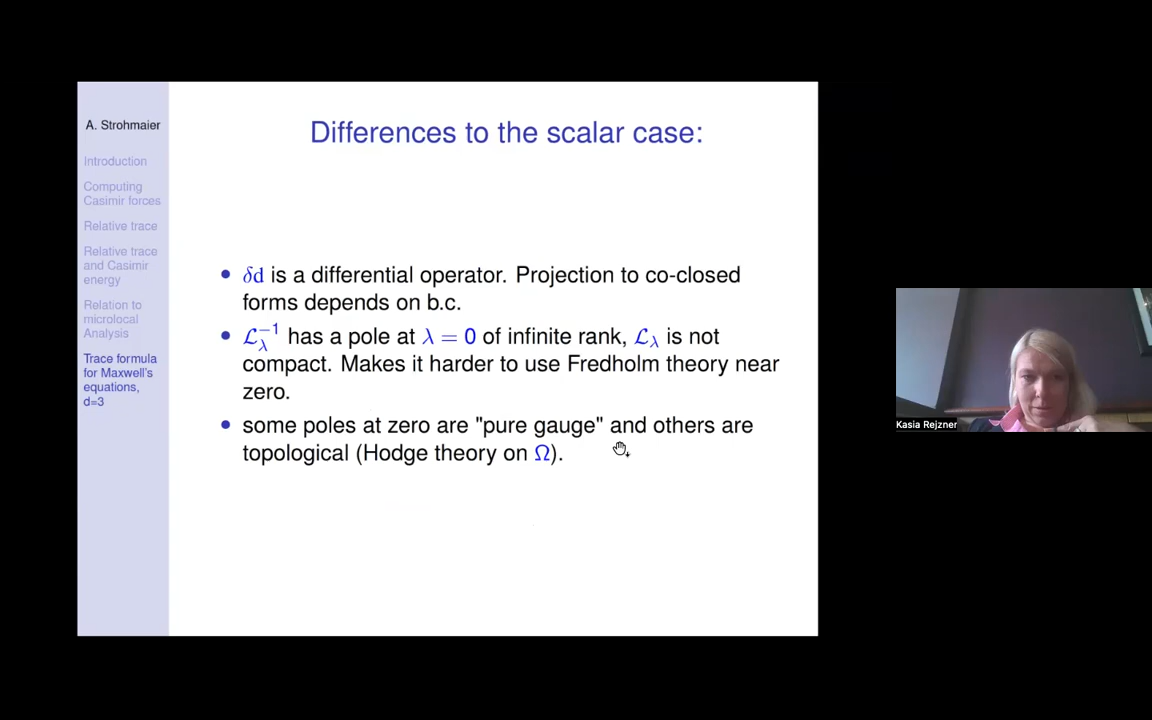 A. Strohmaier
Introduction
Computing
Casimir forces
Relative trace
Relative trace
and Casimir
energy
Relation to
microlocal
Analysis
Trace formula
for Maxwell's
equations,
d=3
Differences to the scalar case:
• δd is a differential operator. Projection to co-closed
forms depends on b.c.
• ℒ_λ^{-1} has a pole at λ = 0 of infinite rank, ℒ_λ is not
compact. Makes it harder to use Fredholm theory near
zero.
• some poles at zero are "pure gauge" and others are
topological (Hodge theory on Ω).
Kasia Rejzner